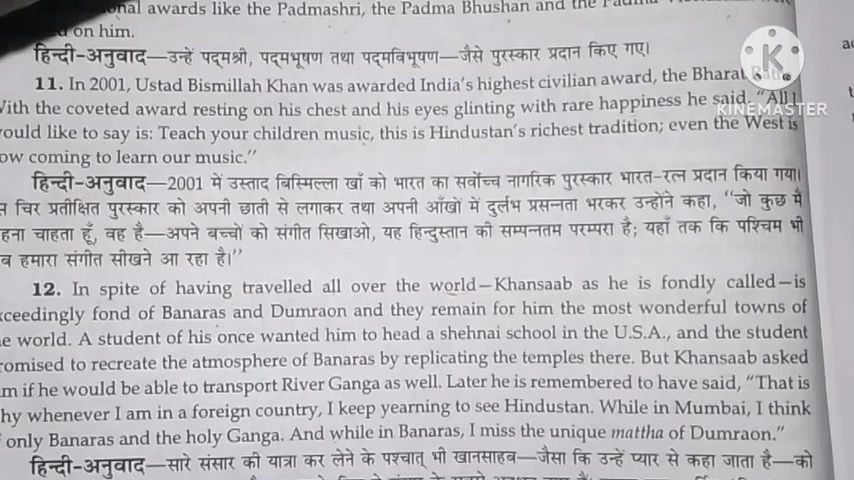 awards like the Padmashri, the Padma Bhushan and the
on him.
हिन्दी-अनुवाद—उन्हें पद्मश्री, पद्मभूषण तथा पद्मविभूषण—जैसे पुरस्कार प्रदान किए गए।
11. In 2001, Ustad Bismillah Khan was awarded India's highest civilian award, the Bharat
With the coveted award resting on his chest and his eyes glinting with rare happiness he said, "All I
would like to say is: Teach your children music, this is Hindustan's richest tradition; even the West is
ow coming to learn our music."
हिन्दी-अनुवाद—2001 में उस्ताद बिस्मिल्ला खाँ को भारत का सर्वोच्च नागरिक पुरस्कार भारत-रत्न प्रदान किया गया।
चिर प्रतीक्षित पुरस्कार को अपनी छाती से लगाकर तथा अपनी आँखों में दुर्लभ प्रसन्नता भरकर उन्होंने कहा, "जो कुछ मैं
हना चाहता हूँ, वह है—अपने बच्चों को संगीत सिखाओ, यह हिन्दुस्तान की सम्पन्नतम परम्परा है; यहाँ तक कि पश्चिम भी
ब हमारा संगीत सीखने आ रहा है।"
12. In spite of having travelled all over the world—Khansaab as he is fondly called—is
xceedingly fond of Banaras and Dumraon and they remain for him the most wonderful towns of
e world. A student of his once wanted him to head a shehnai school in the U.S.A., and the student
romised to recreate the atmosphere of Banaras by replicating the temples there. But Khansaab asked
m if he would be able to transport River Ganga as well. Later he is remembered to have said, "That is
hy whenever I am in a foreign country, I keep yearning to see Hindustan. While in Mumbai, I think
only Banaras and the holy Ganga. And while in Banaras, I miss the unique mattha of Dumraon."
हिन्दी-अनुवाद—सारे संसार की यात्रा कर लेने के पश्चात् भी खानसाहब—जैसा कि उन्हें प्यार से कहा जाता है—को
K
KINEMASTER